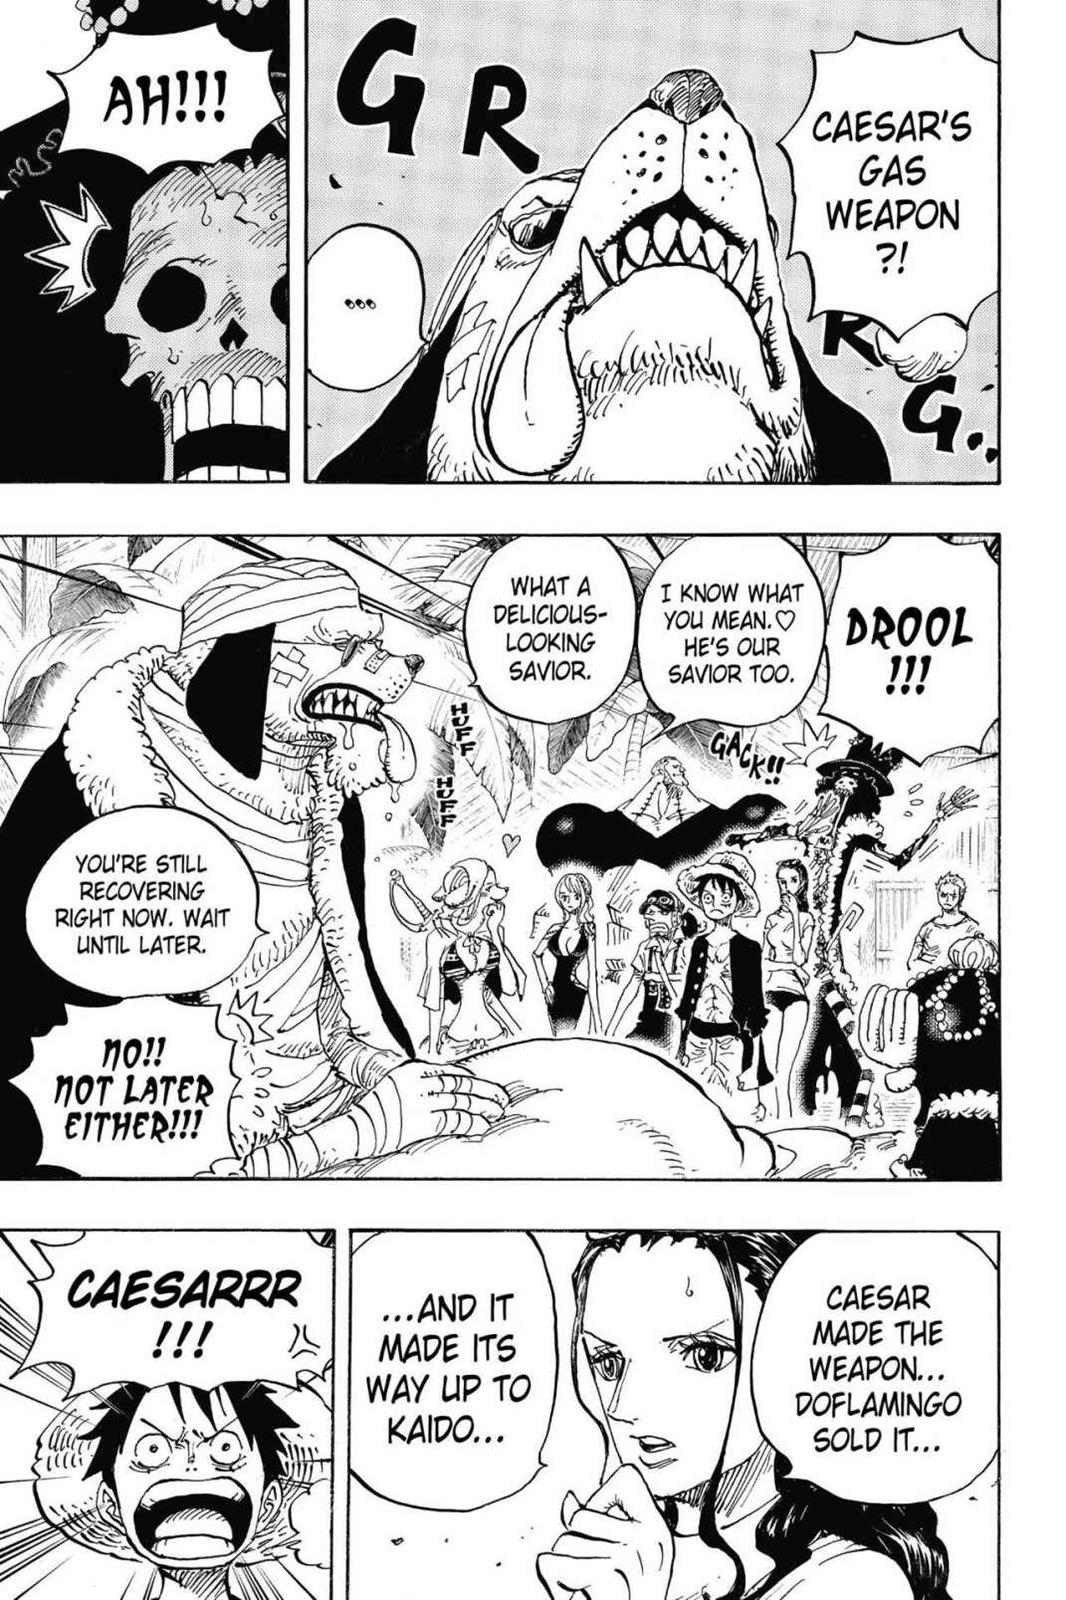 CAESAR'S
GAS
WEAPON
?!
GR
RG..
...
AH!!!
DROOL
!!!
I KNOW WHAT
YOU MEAN.♡
HE'S OUR
SAVIOR TOO.
WHAT A
DELICIOUS-
LOOKING
SAVIOR.
GACK!!
HUFF
HUFF
YOU'RE STILL
RECOVERING
RIGHT NOW. WAIT
UNTIL LATER.
NO!!
NOT LATER
EITHER!!!
CAESAR
MADE THE
WEAPON...
DOFLAMINGO
SOLD IT...
...AND IT
MADE ITS
WAY UP TO
KAIDO...
CAESARRR
!!!